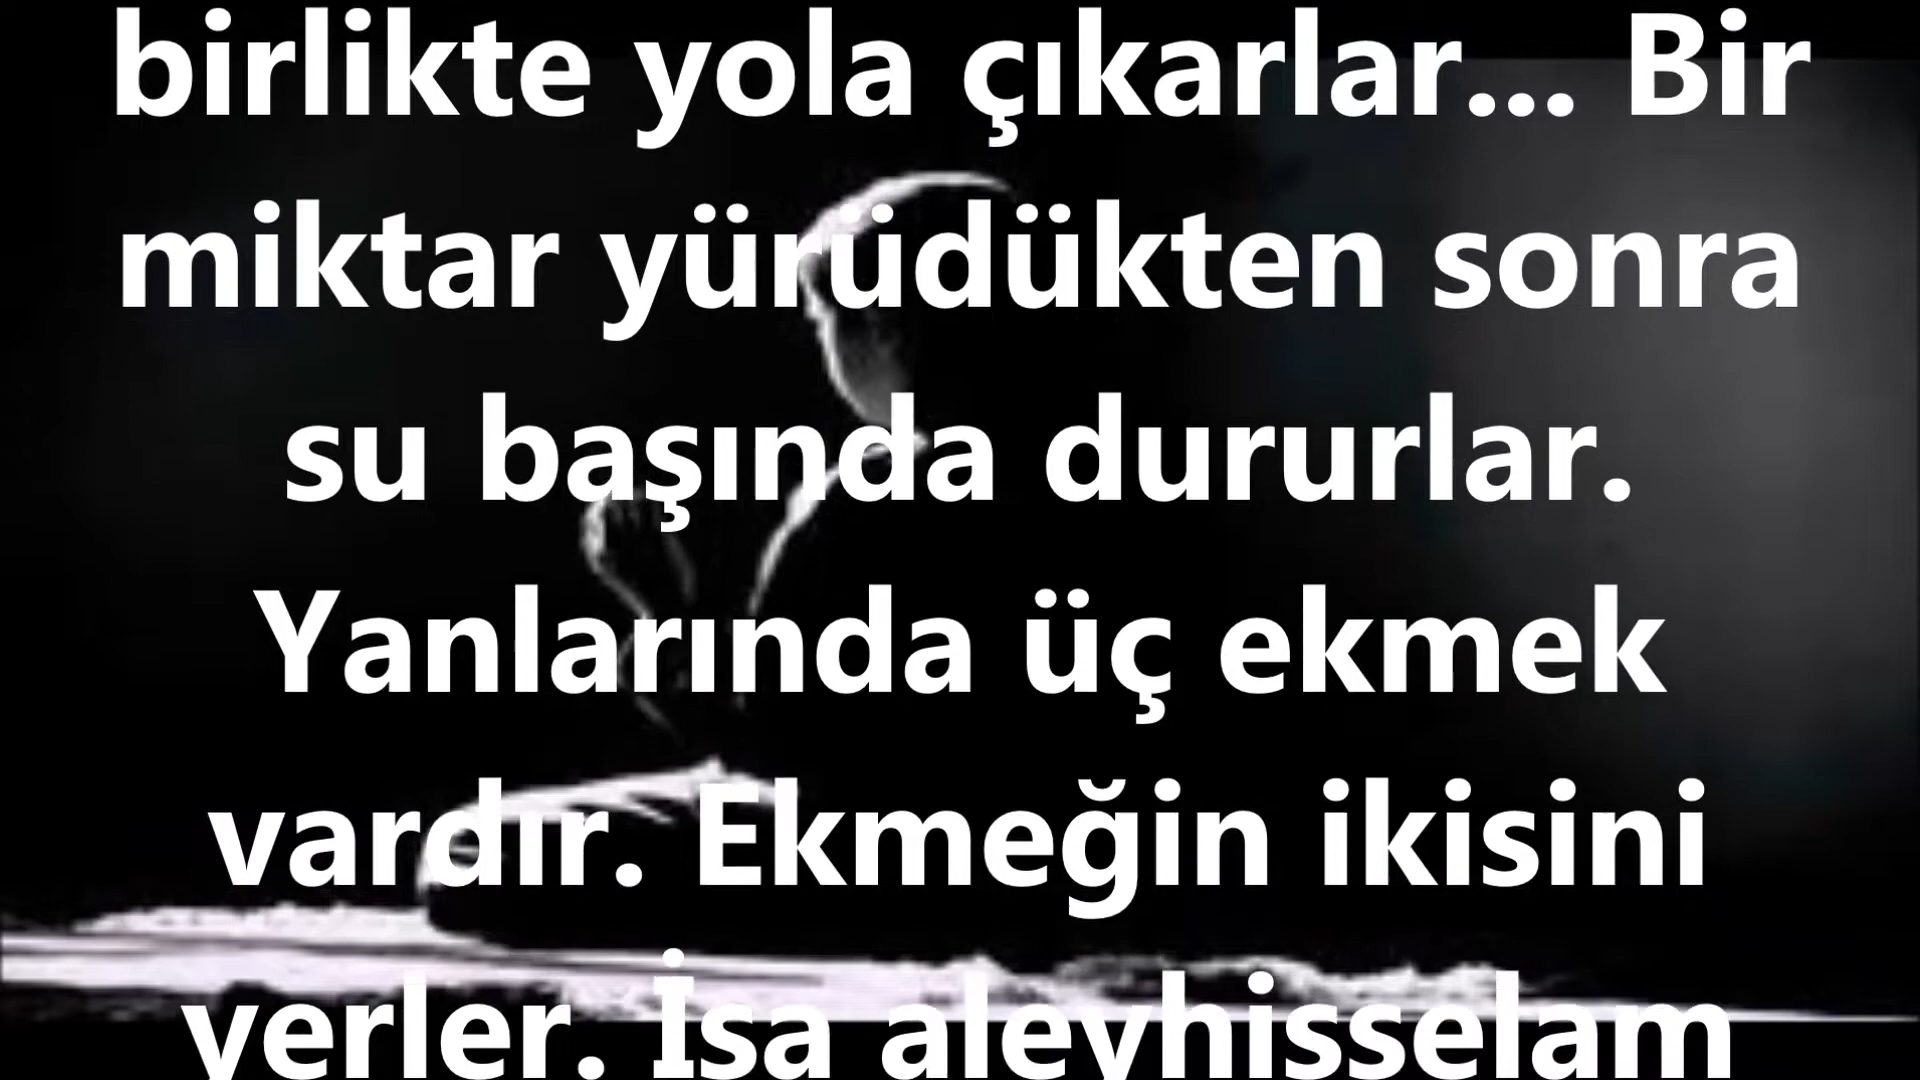 birlikte yola çıkarlar... Bir
miktar yürüdükten sonra
su başında dururlar.
Yanlarında üç ekmek
vardır. Ekmeğin ikisini
yerler. İsa aleyhisselam